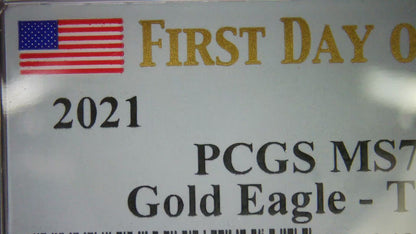 FIRST DAY O
2021
PCGS MS7
Gold Eagle - T